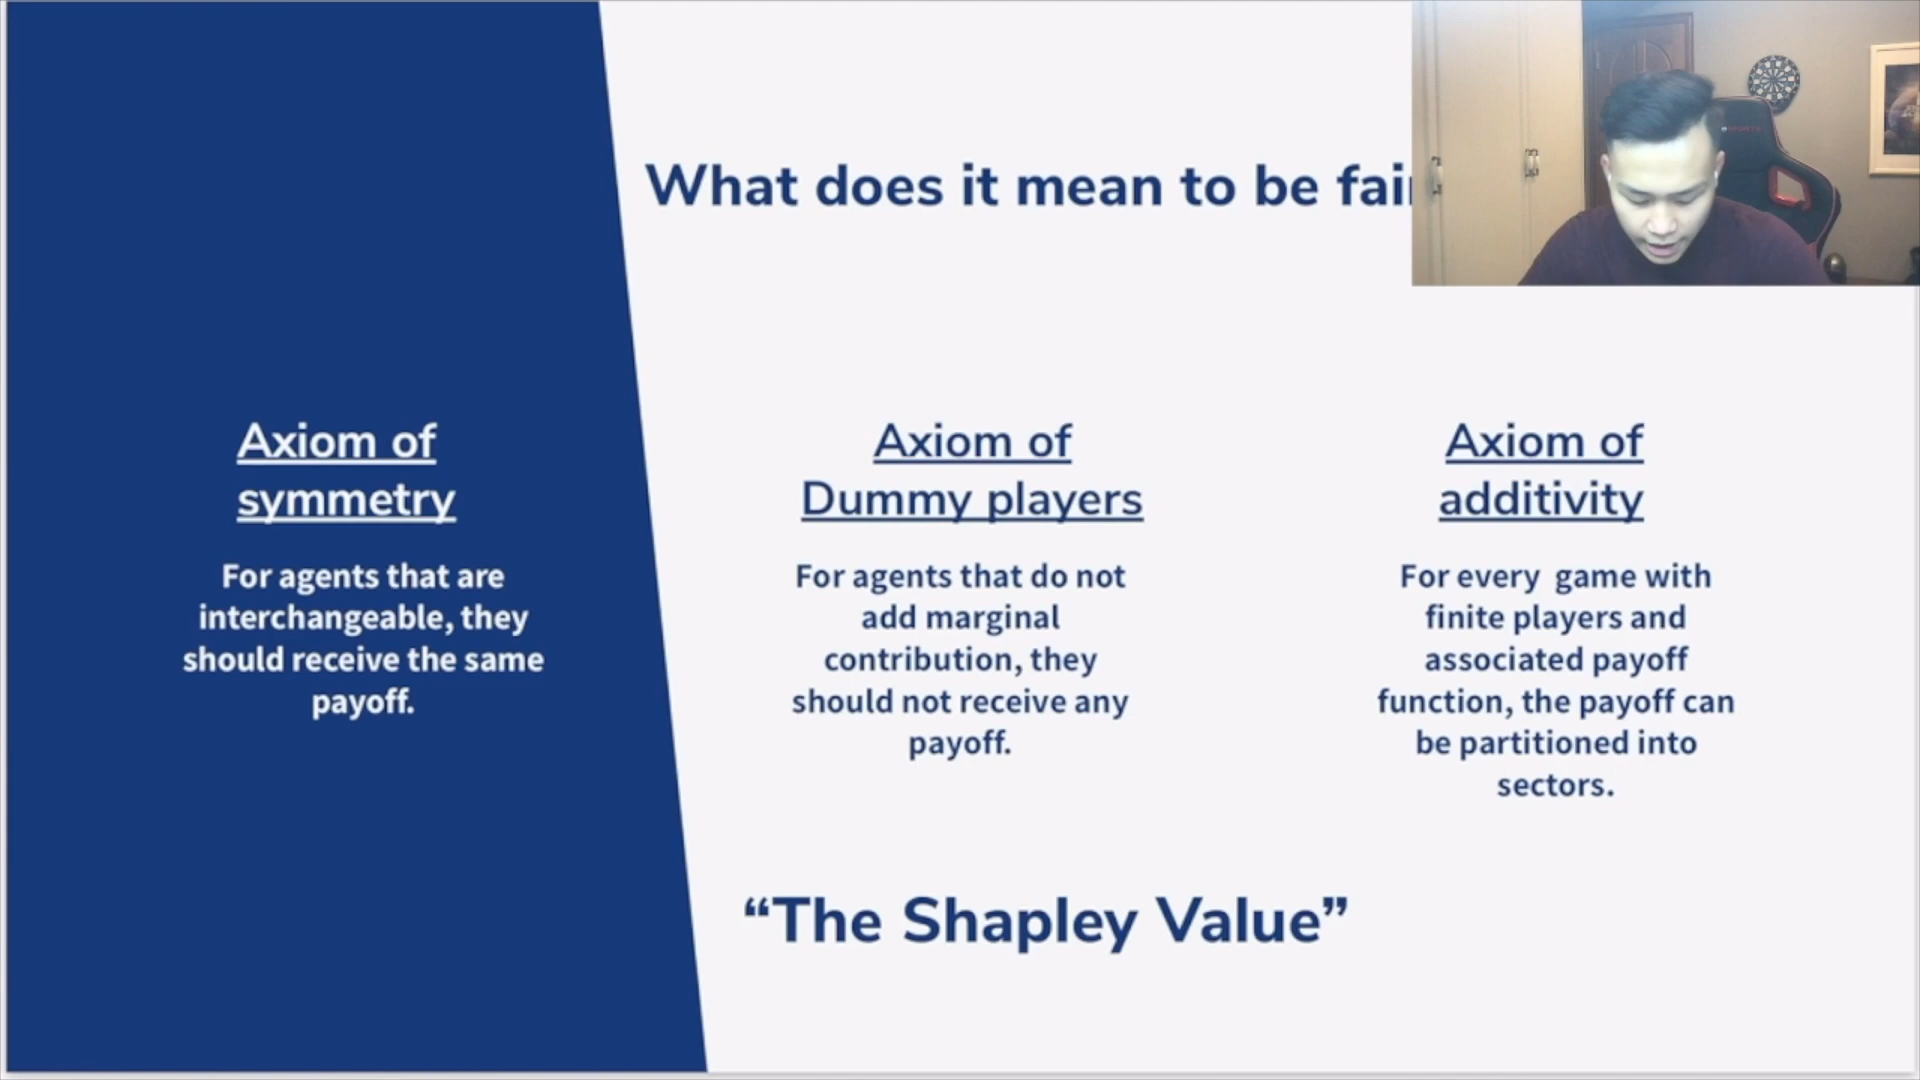 What does it mean to be fair
Axiom of
symmetry
For agents that are
interchangeable, they
should receive the same
payoff.
Axiom of
Dummy players
For agents that do not
add marginal
contribution, they
should not receive any
payoff.
Axiom of
additivity
For every  game with
finite players and
associated payoff
function, the payoff can
be partitioned into
sectors.
“The Shapley Value”